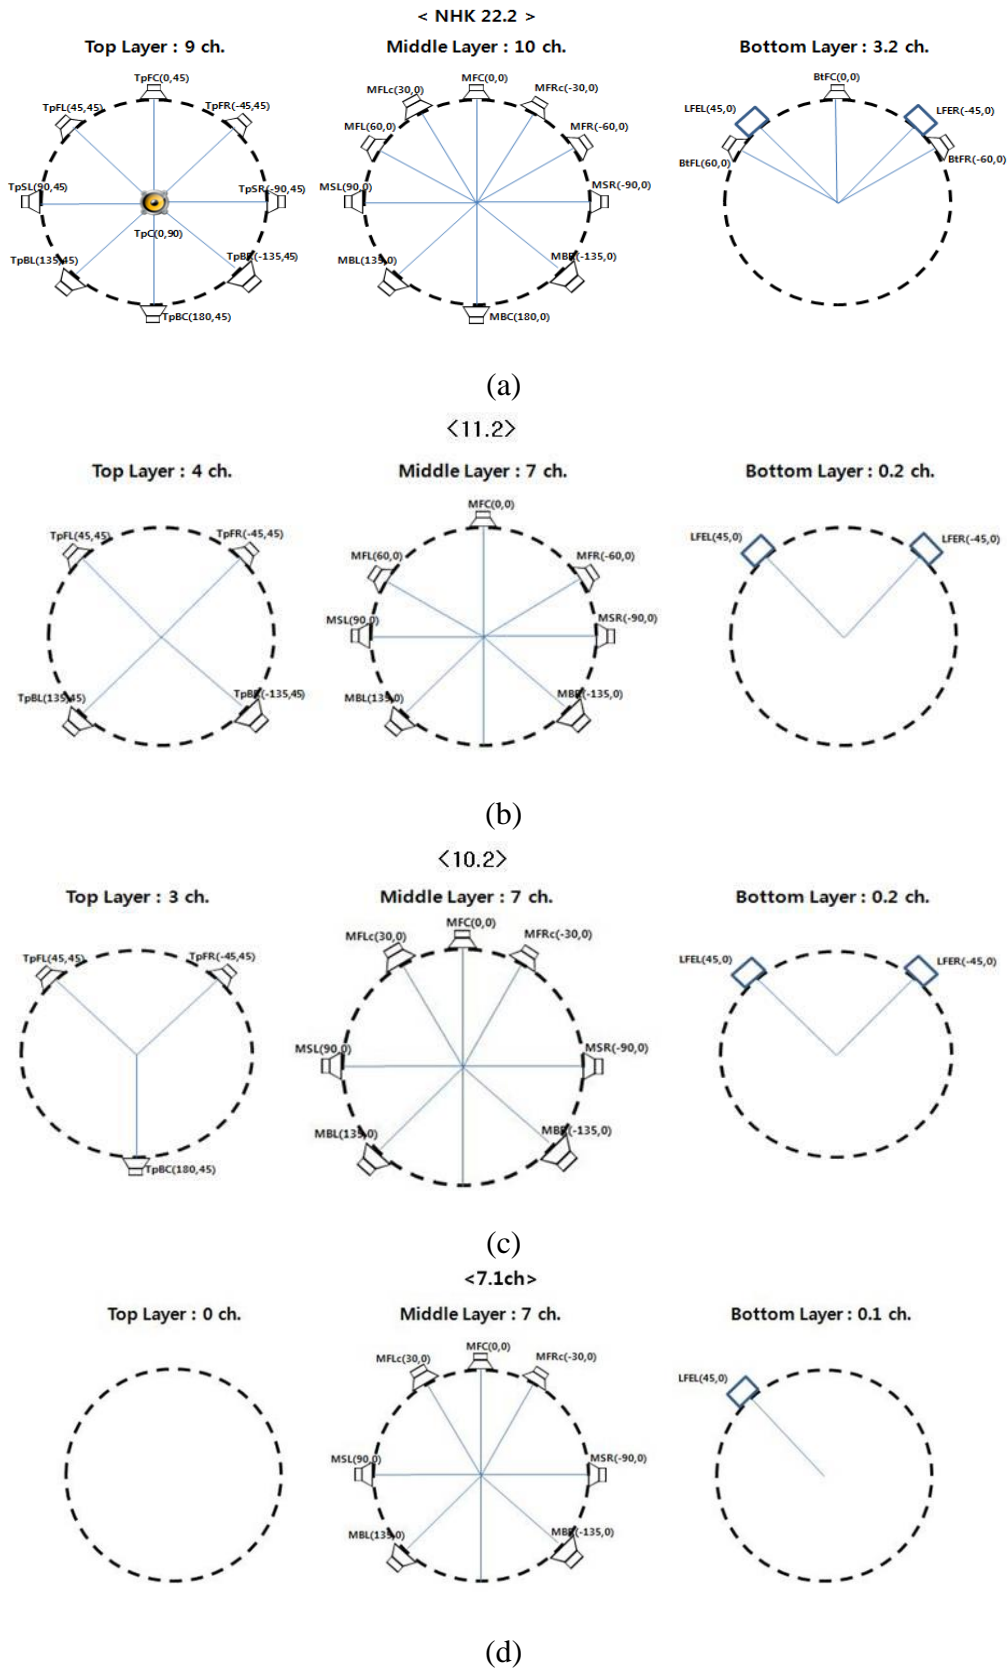 < NHK 22.2 >
Top Layer : 9 ch.
Middle Layer : 10 ch.
Bottom Layer : 3.2 ch.
TpFC(0,45)
TpFL(45,45)
TpFR(-45,45)
TpSL(90,45)
TpSR(-90,45)
TpC(0,90)
TpBL(135,45)
TpBR(-135,45)
TpBC(180,45)
MFC(0,0)
MFLc(30,0)
MFRc(-30,0)
MFL(60,0)
MFR(-60,0)
MSL(90,0)
MSR(-90,0)
MBL(135,0)
MBR(-135,0)
MBC(180,0)
BtFC(0,0)
LFEL(45,0)
LFER(-45,0)
BtFL(60,0)
BtFR(-60,0)
(a)
<11.2>
Top Layer : 4 ch.
Middle Layer : 7 ch.
Bottom Layer : 0.2 ch.
TpFL(45,45)
TpFR(-45,45)
TpBL(135,45)
TpBR(-135,45)
MFC(0,0)
MFL(60,0)
MFR(-60,0)
MSL(90,0)
MSR(-90,0)
MBL(135,0)
MBR(-135,0)
LFEL(45,0)
LFER(-45,0)
(b)
<10.2>
Top Layer : 3 ch.
Middle Layer : 7 ch.
Bottom Layer : 0.2 ch.
TpFL(45,45)
TpFR(-45,45)
TpBC(180,45)
MFC(0,0)
MFLc(30,0)
MFRc(-30,0)
MSL(90,0)
MSR(-90,0)
MBL(135,0)
MBR(-135,0)
LFEL(45,0)
LFER(-45,0)
(c)
<7.1ch>
Top Layer : 0 ch.
Middle Layer : 7 ch.
Bottom Layer : 0.1 ch.
MFC(0,0)
MFLc(30,0)
MFRc(-30,0)
MSL(90,0)
MSR(-90,0)
MBL(135,0)
MBR(-135,0)
LFEL(45,0)
(d)